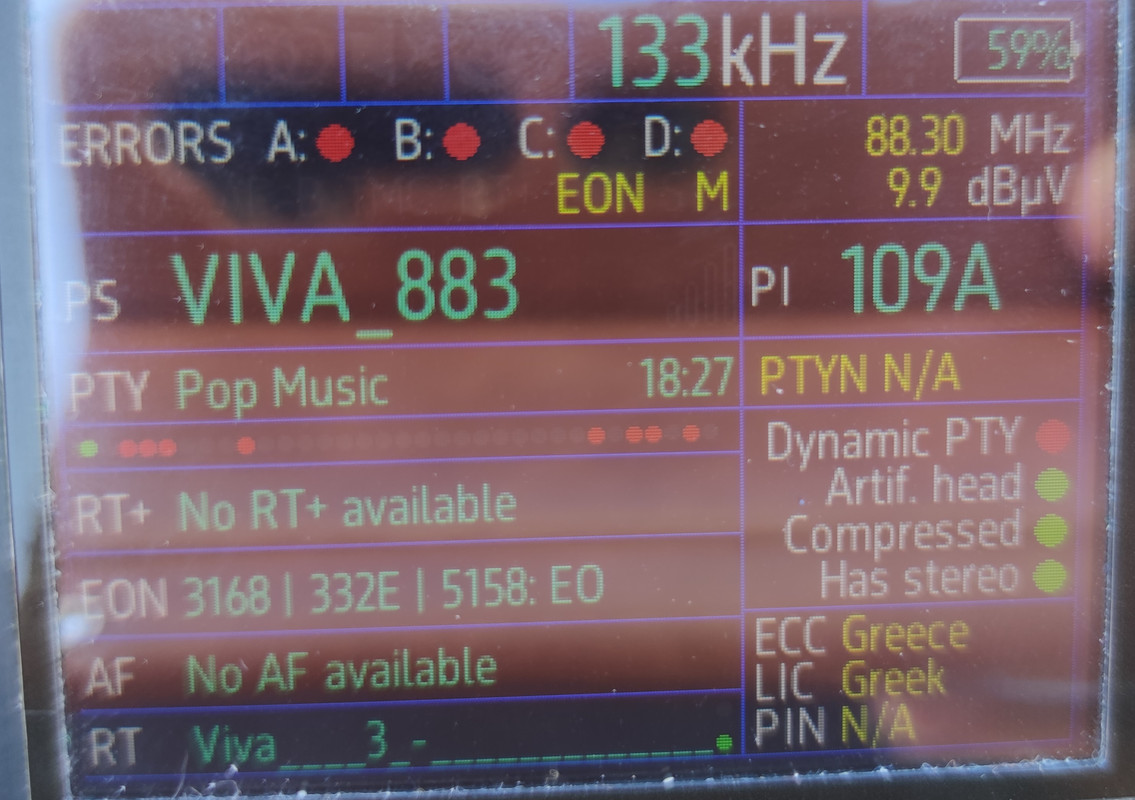 133kHz 59%
ERRORS A: B: C: D: 88.30 MHz
EON M 9.9 dBµV
PS VIVA_883 PI 109A
PTY Pop Music 18:27 PTYN N/A
Dynamic PTY
Artif. head
RT+ No RT+ available
Compressed
Has stereo
EON 3168 | 332E | 5158: EO
ECC Greece
AF No AF available
LIC Greek
PIN N/A
RT Viva____3_-_____________